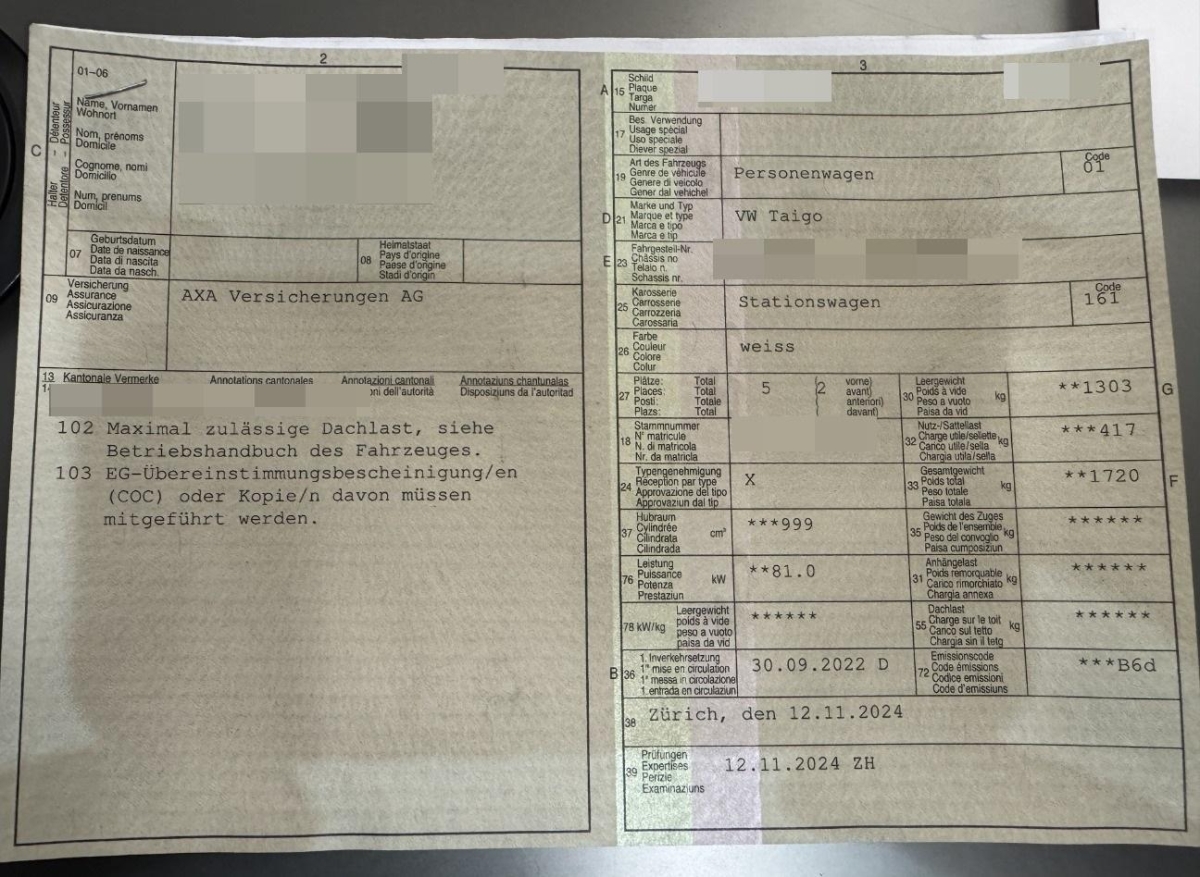 2
01-06
Name, Vornamen
Wohnort
Nom, prénoms
Domicile
Cognome, nomi
Domicilio
Num, prenums
Domicil
C
Halter - Détenteur
Detentore - Possessur
07
Geburtsdatum
Date de naissance
Data di nascita
Data da nasch.
08
Heimatstaat
Pays d'origine
Paese d'origine
Stadi d'origin
09
Versicherung
Assurance
Assicurazione
Assicuranza
AXA Versicherungen AG
13 Kantonale Vermerke Annotations cantonales Annotazioni cantonali Annotaziuns chantunalas
dell'autorità Disposiziuns da l'autoritad
102 Maximal zulässige Dachlast, siehe
Betriebshandbuch des Fahrzeuges.
103 EG-Übereinstimmungsbescheinigung/en
(COC) oder Kopie/n davon müssen
mitgeführt werden.
3
A 15
Schild
Plaque
Targa
Numer
17
Bes. Verwendung
Usage spécial
Uso speciale
Diever spezial
19
Art des Fahrzeugs
Genre de véhicule
Genere di veicolo
Gener dal vehichel
Personenwagen
Code
01
D 21
Marke und Typ
Marque et type
Marca e tipo
Marca e tip
VW Taigo
E 23
Fahrgestell-Nr.
Châssis no
Telaio n.
Schassis nr.
25
Karosserie
Carrosserie
Carrozzeria
Carossaria
Stationswagen
Code
161
26
Farbe
Couleur
Colore
Colur
weiss
27
Plätze: Total
Places: Total
Posti: Totale
Plazs: Total
5
2
vorne)
avant)
anteriori)
davant)
30
Leergewicht
Poids à vide
Peso a vuoto
Paisa da vid
kg
**1303
G
18
Stammnummer
N° matricule
N. di matricola
Nr. da matricla
32
Nutz-/Sattellast
Charge utile/sellette
Carico utile/sella
Chargia utila/sella
kg
***417
24
Typengenehmigung
Réception par type
Approvazione del tipo
Approvaziun dal tip
X
33
Gesamtgewicht
Poids total
Peso totale
Paisa totala
kg
**1720
F
37
Hubraum
Cylindrée
Cilindrata
Cilindrada
cm³
***999
35
Gewicht des Zuges
Poids de l'ensemble
Peso del convoglio
Paisa cumposiziun
kg
******
76
Leistung
Puissance
Potenza
Prestaziun
kW
**81.0
31
Anhängelast
Poids remorquable
Carico rimorchiato
Chargia annexa
kg
******
78 kW/kg
Leergewicht
poids à vide
peso a vuoto
paisa da vid
******
55
Dachlast
Charge sur le toit
Carico sul tetto
Chargia sin il tetg
kg
******
B 36
1. Inverkehrsetzung
1re mise en circulation
1a messa in circolazione
1. entrada en circulaziun
30.09.2022 D
72
Emissionscode
Code émissions
Codice emissioni
Code d'emissiuns
***B6d
38
Zürich, den 12.11.2024
39
Prüfungen
Expertises
Perizie
Examinaziuns
12.11.2024 ZH